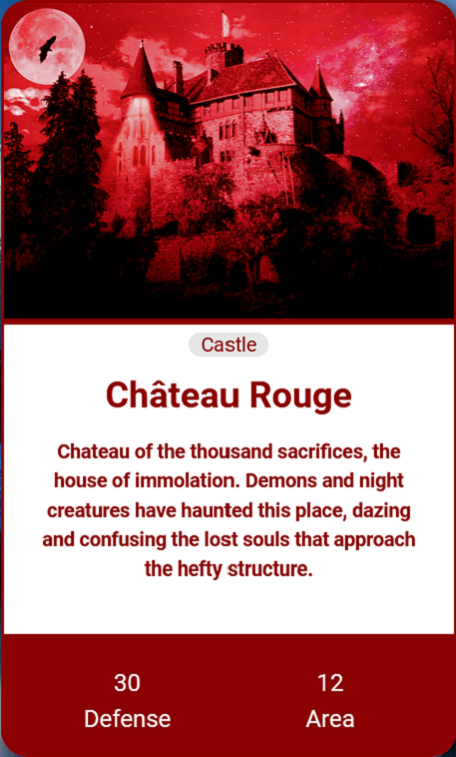 Castle
Château Rouge
Chateau of the thousand sacrifices, the
house of immolation. Demons and night
creatures have haunted this place, dazing
and confusing the lost souls that approach
the hefty structure.
30 12
Defense Area